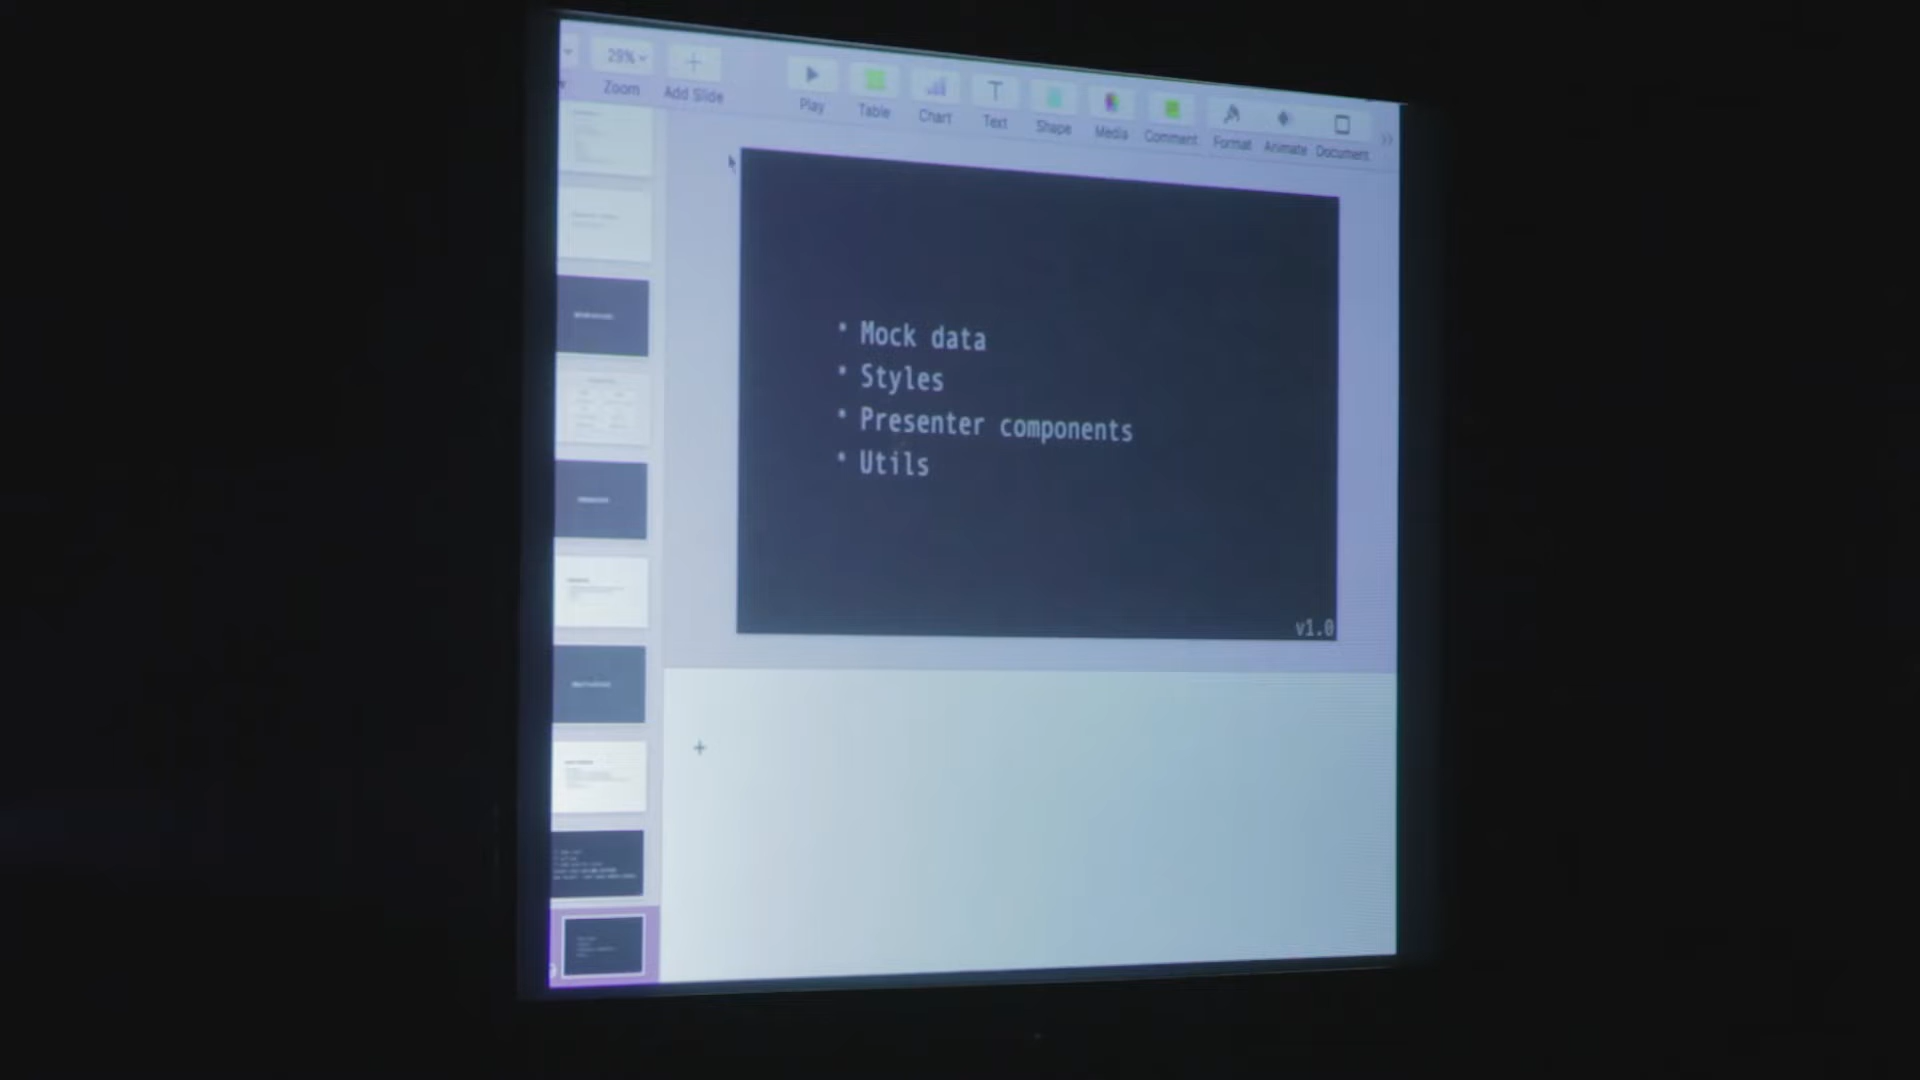 29%
Zoom
Add Slide
Play
Table
Chart
Text
Shape
Media
Comment
Format
Animate
Document
* Mock data
* Styles
* Presenter components
* Utils
v1.0